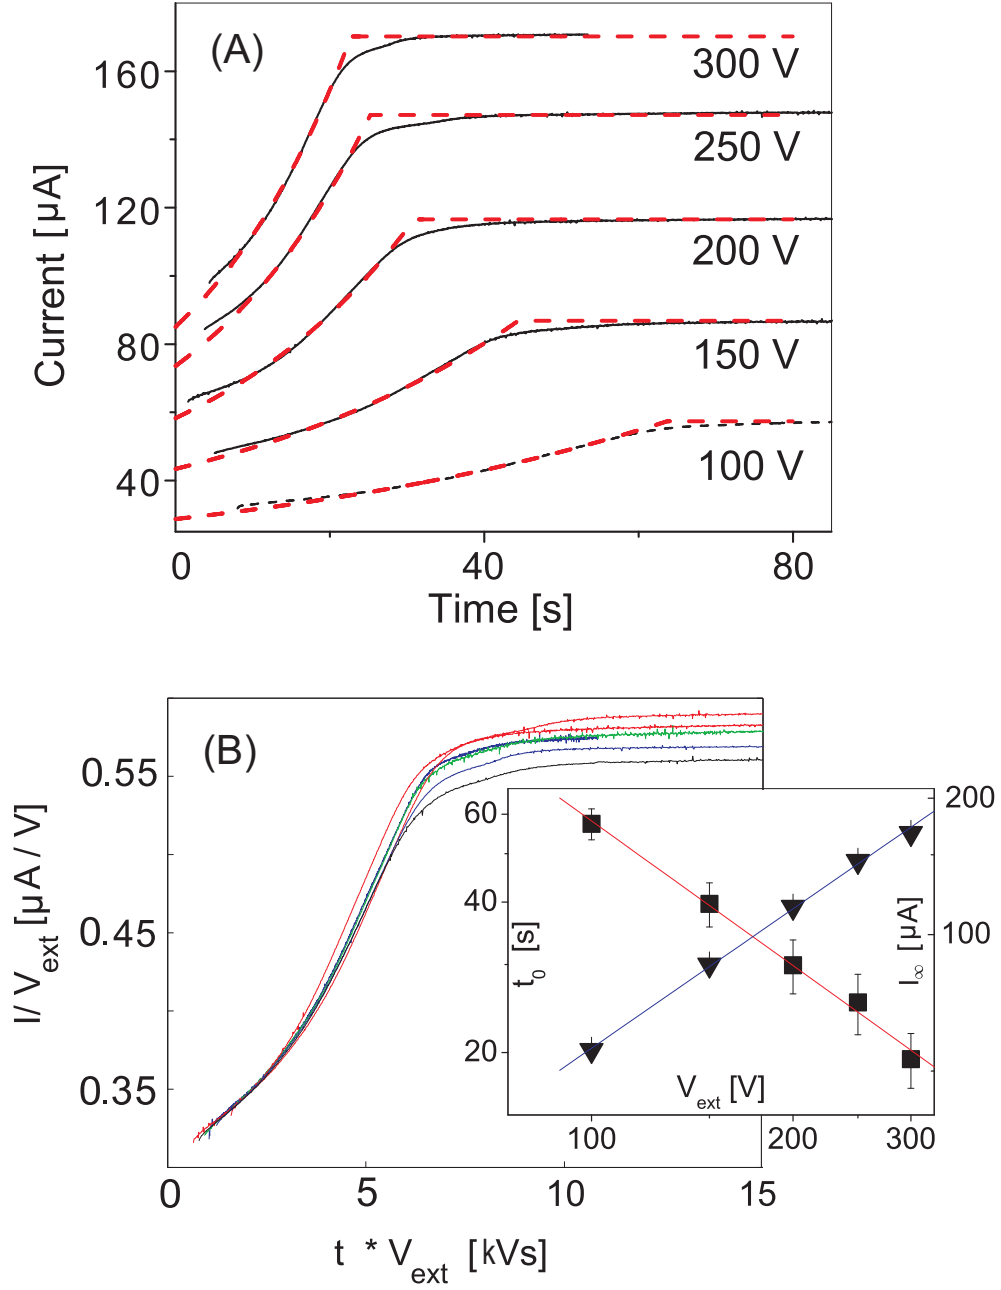 (A)
160
120
80
40
Current [µA]
300 V
250 V
200 V
150 V
100 V
0
40
80
Time [s]
(B)
0.55
0.45
0.35
I/ V_ext [µA / V]
0
5
10
15
t * V_ext [kVs]
60
40
20
t_0 [s]
200
100
I_∞ [µA]
V_ext [V]
100
200
300